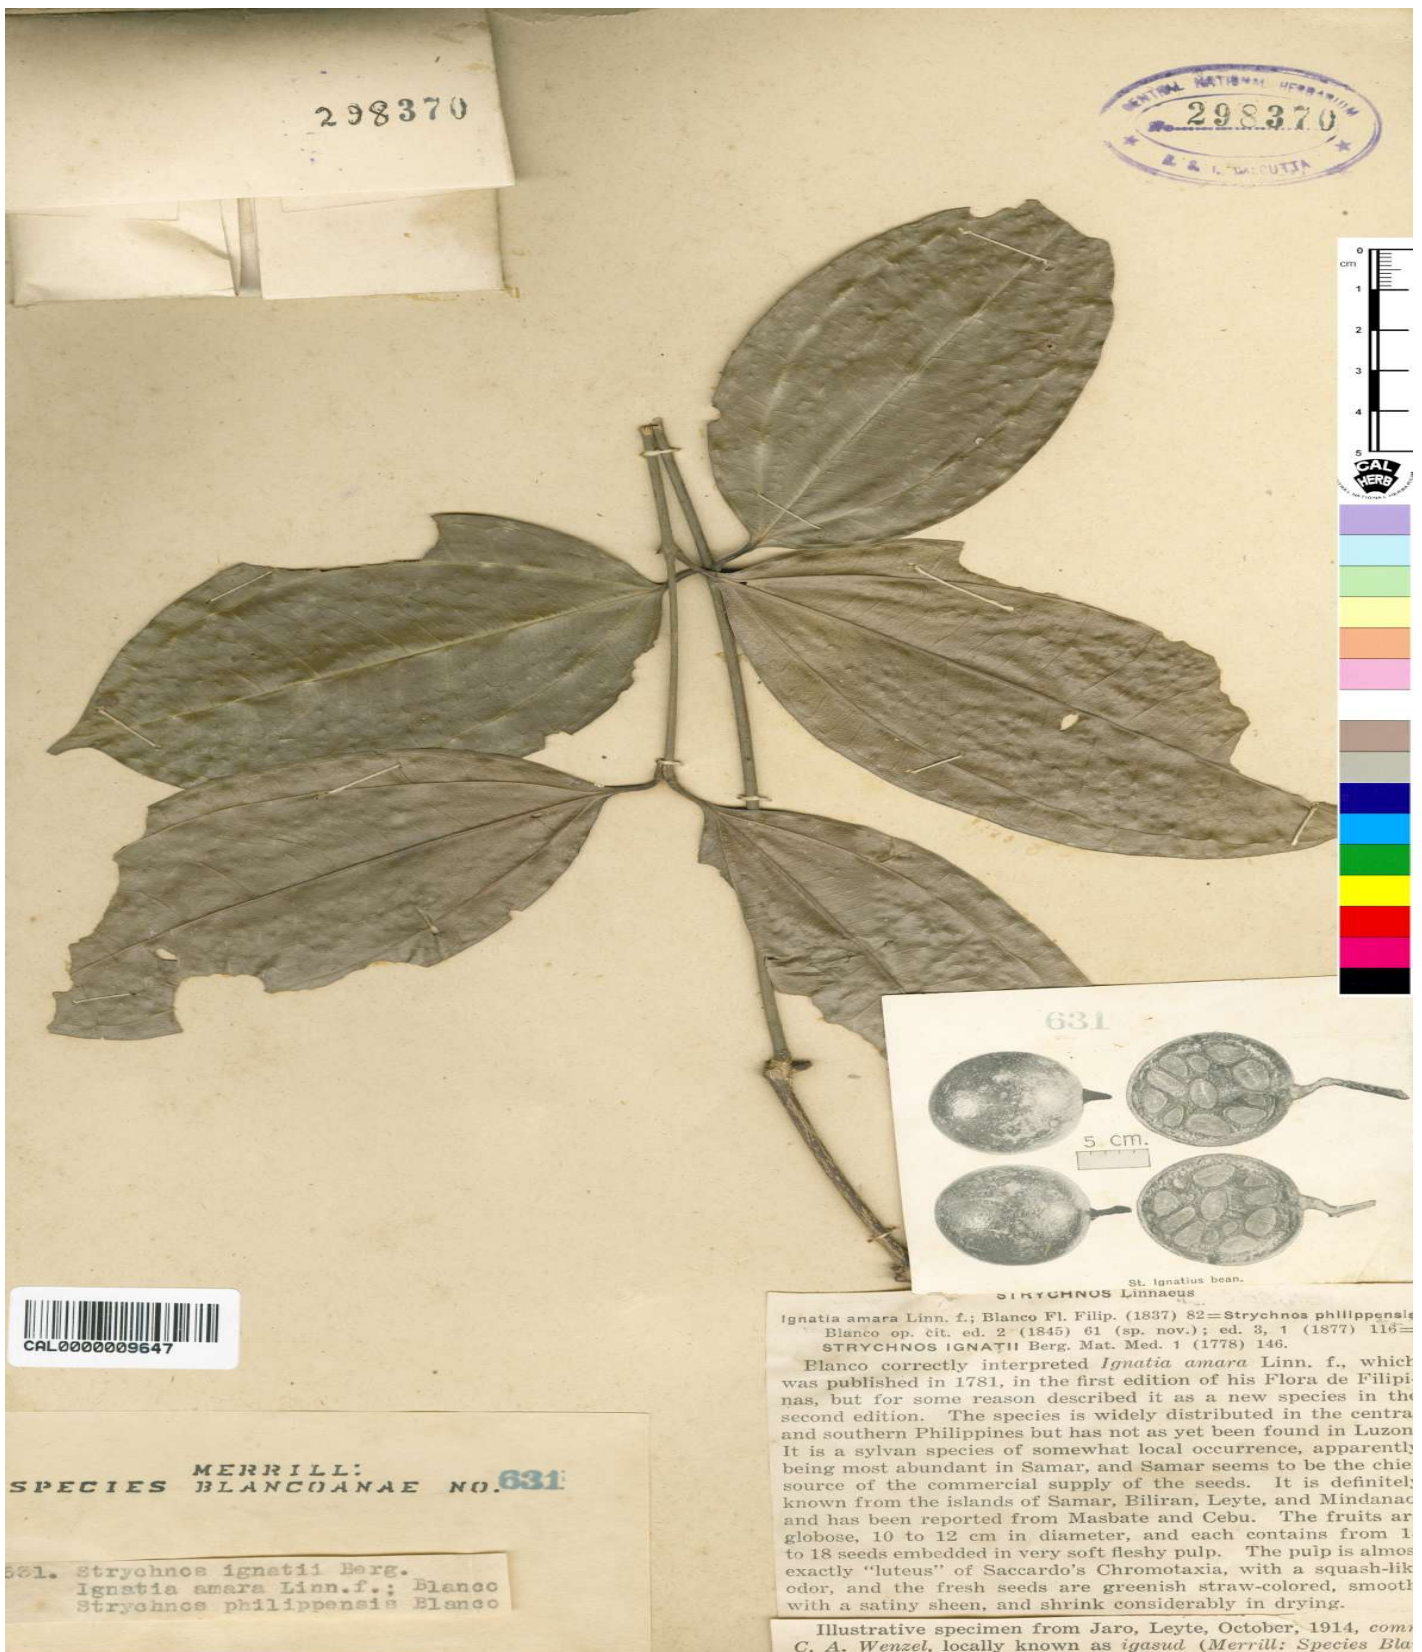 298370
CENTRAL NATIONAL HERBARIUM
No. 298370
B. S. I. CALCUTTA
0
cm
1
2
3
4
5
CAL
HERB
631
5 cm.
St. Ignatius bean.
STRYCHNOS Linnaeus
Ignatia amara Linn. f.; Blanco Fl. Filip. (1837) 82=Strychnos philippensis
Blanco op. cit. ed. 2 (1845) 61 (sp. nov.); ed. 3, 1 (1877) 116=
STRYCHNOS IGNATII Berg. Mat. Med. 1 (1778) 146.
Blanco correctly interpreted Ignatia amara Linn. f., which
was published in 1781, in the first edition of his Flora de Filipi-
nas, but for some reason described it as a new species in the
second edition. The species is widely distributed in the centra
and southern Philippines but has not as yet been found in Luzon
It is a sylvan species of somewhat local occurrence, apparently
being most abundant in Samar, and Samar seems to be the chie
source of the commercial supply of the seeds. It is definitely
known from the islands of Samar, Biliran, Leyte, and Mindanao
and has been reported from Masbate and Cebu. The fruits ar
globose, 10 to 12 cm in diameter, and each contains from 1
to 18 seeds embedded in very soft fleshy pulp. The pulp is almos
exactly "luteus" of Saccardo's Chromotaxia, with a squash-lik
odor, and the fresh seeds are greenish straw-colored, smooth
with a satiny sheen, and shrink considerably in drying.
Illustrative specimen from Jaro, Leyte, October, 1914, comm
C. A. Wenzel, locally known as igasud (Merrill: Species Bla
CAL0000009647
MERRILL:
SPECIES BLANCOANAE NO. 631
631. Strychnos ignatii Berg.
Ignatia amara Linn.f.; Blanco
Strychnos philippensis Blanco